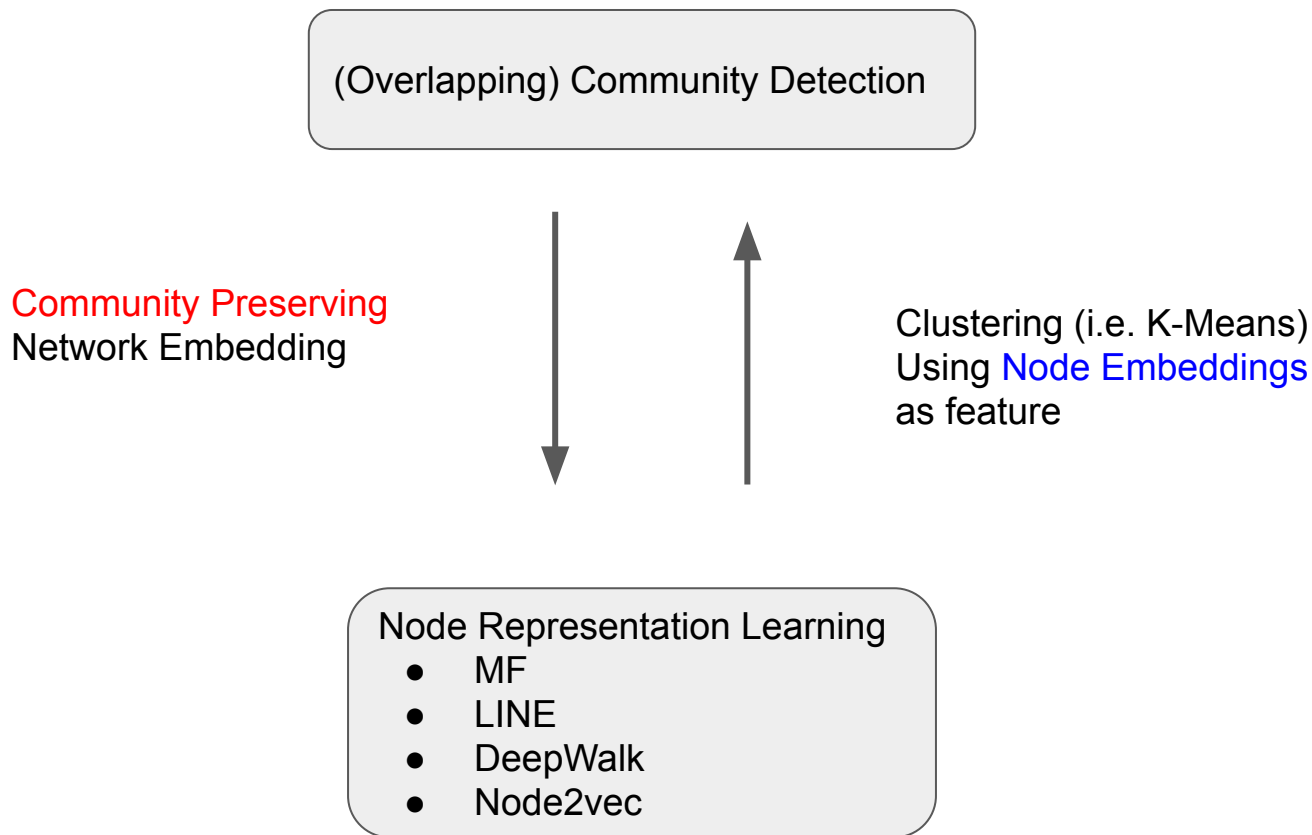 (Overlapping) Community Detection
Community Preserving
Network Embedding
Clustering (i.e. K-Means)
Using Node Embeddings
as feature
Node Representation Learning
● MF
● LINE
● DeepWalk
● Node2vec